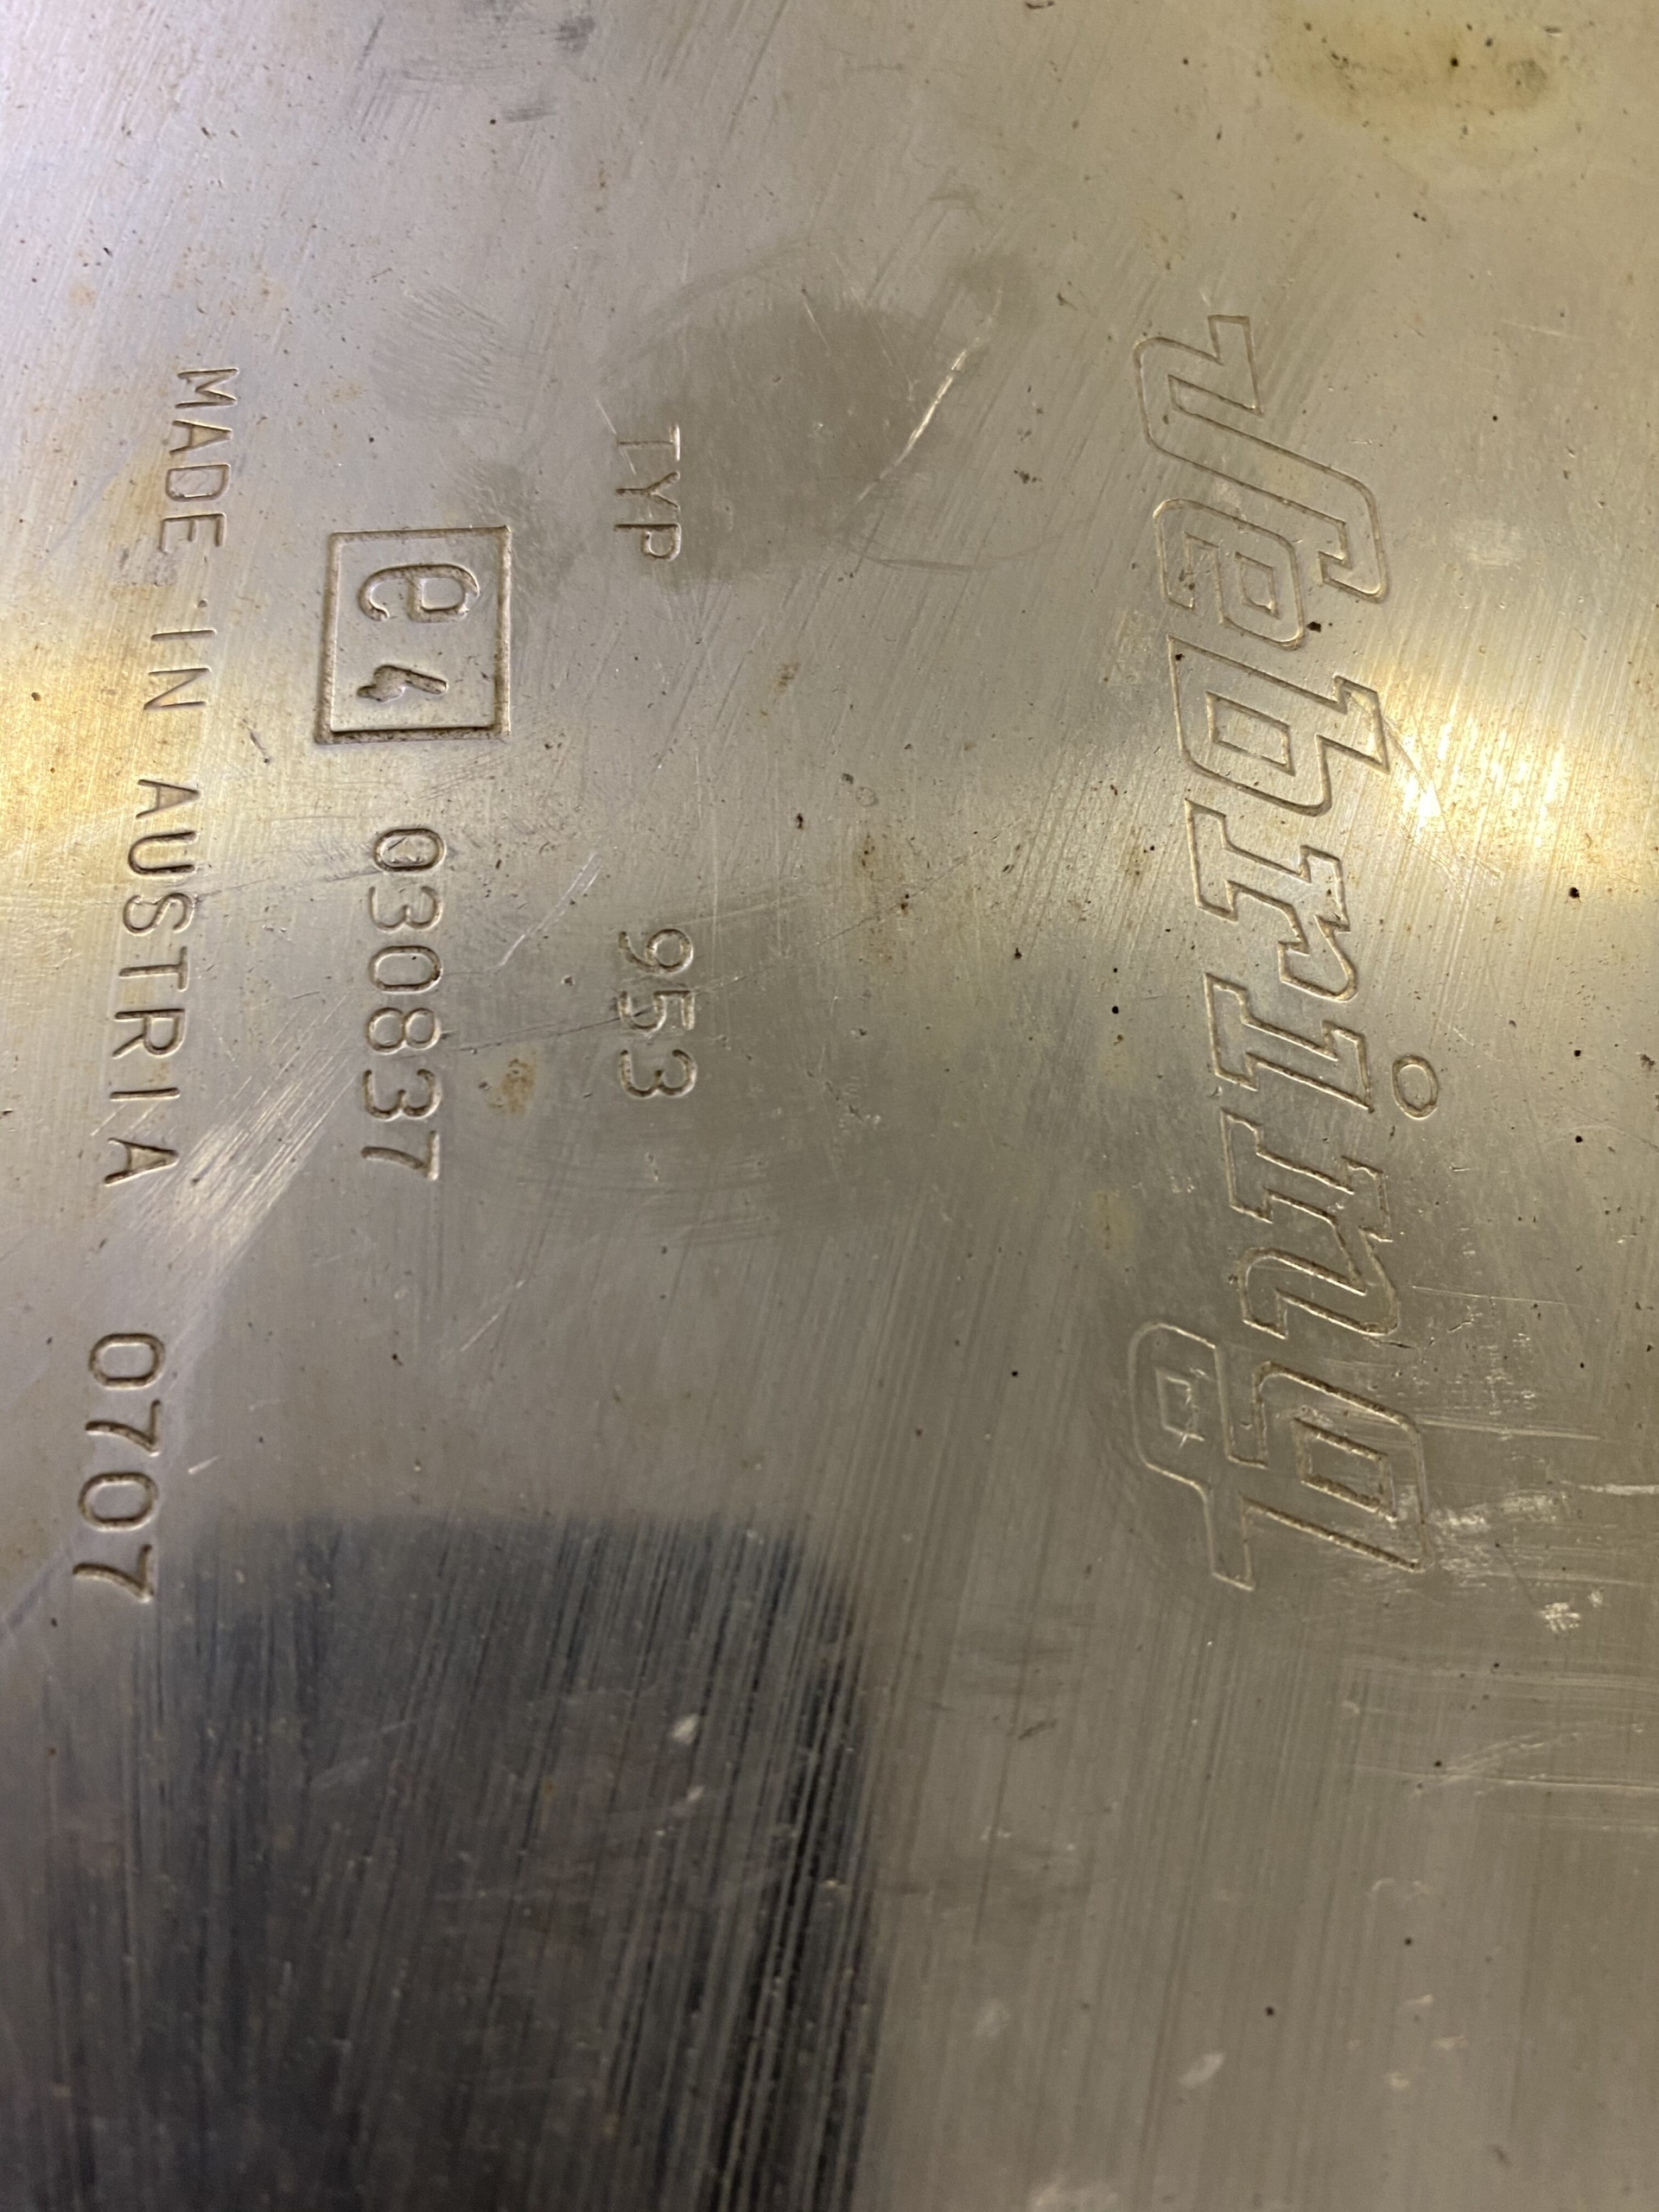 Sebring
TYP 953
e4 030837
MADE IN AUSTRIA 0707